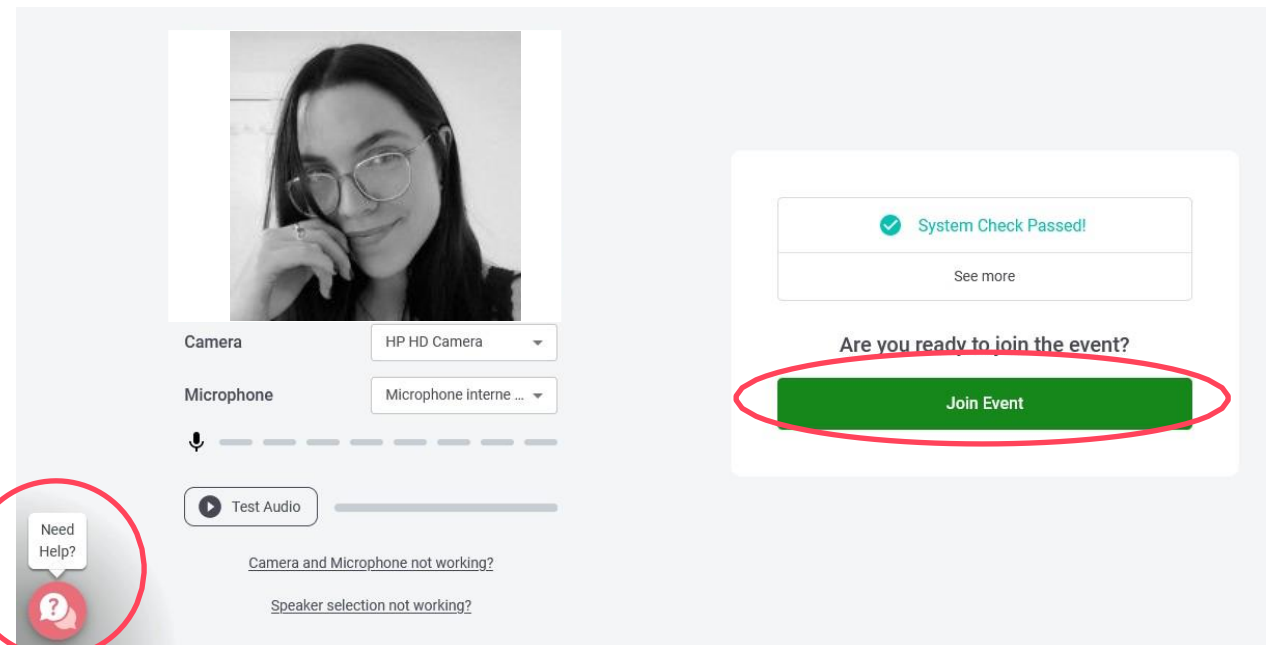 Camera
HP HD Camera
Microphone
Microphone interne ...
Test Audio
Camera and Microphone not working?
Speaker selection not working?
Need
Help?
?
System Check Passed!
See more
Are you ready to join the event?
Join Event